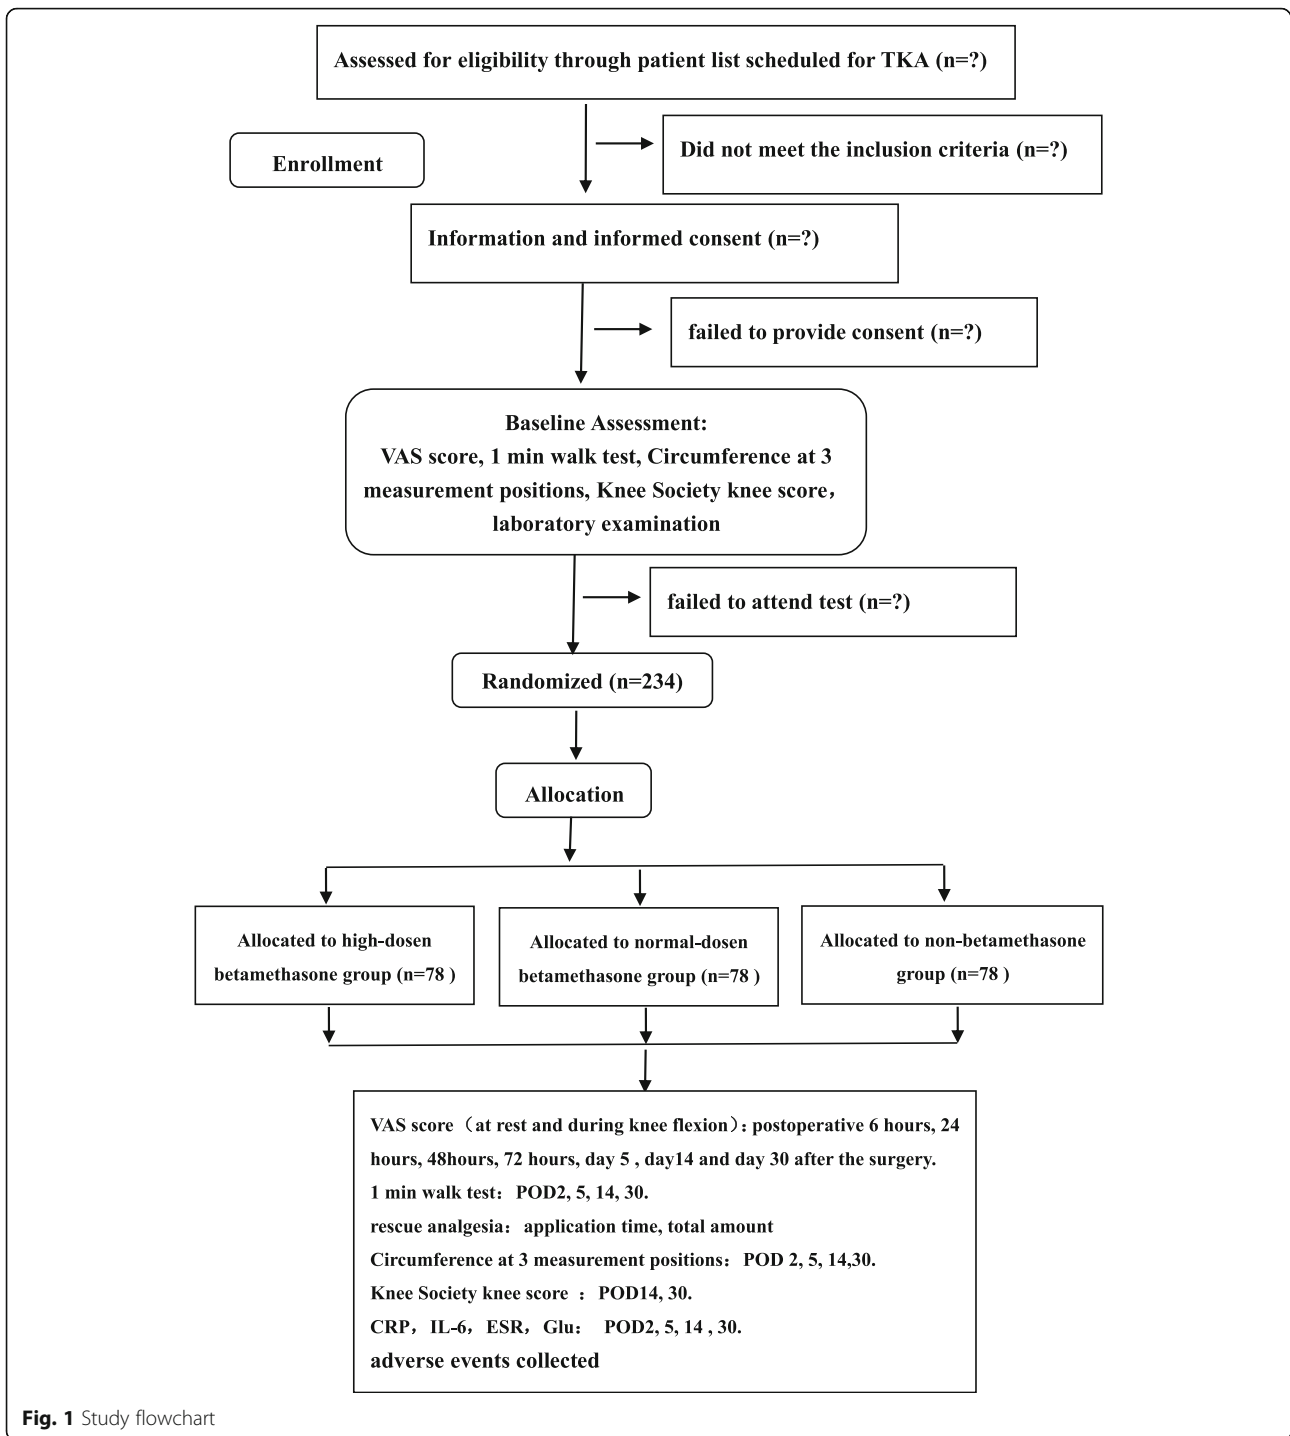 Assessed for eligibility through patient list scheduled for TKA (n=?)
Did not meet the inclusion criteria (n=?)
Enrollment
Information and informed consent (n=?)
failed to provide consent (n=?)
Baseline Assessment:
VAS score, 1 min walk test, Circumference at 3
measurement positions, Knee Society knee score，
laboratory examination
failed to attend test (n=?)
Randomized (n=234)
Allocation
Allocated to high-dosen
betamethasone group (n=78 )
Allocated to normal-dosen
betamethasone group (n=78 )
Allocated to non-betamethasone
group (n=78 )
VAS score（at rest and during knee flexion）: postoperative 6 hours, 24
hours, 48hours, 72 hours, day 5 , day14 and day 30 after the surgery.
1 min walk test： POD2, 5, 14, 30.
rescue analgesia： application time, total amount
Circumference at 3 measurement positions： POD 2, 5, 14,30.
Knee Society knee score ： POD14, 30.
CRP，IL-6，ESR，Glu： POD2, 5, 14 , 30.
adverse events collected
Fig. 1 Study flowchart